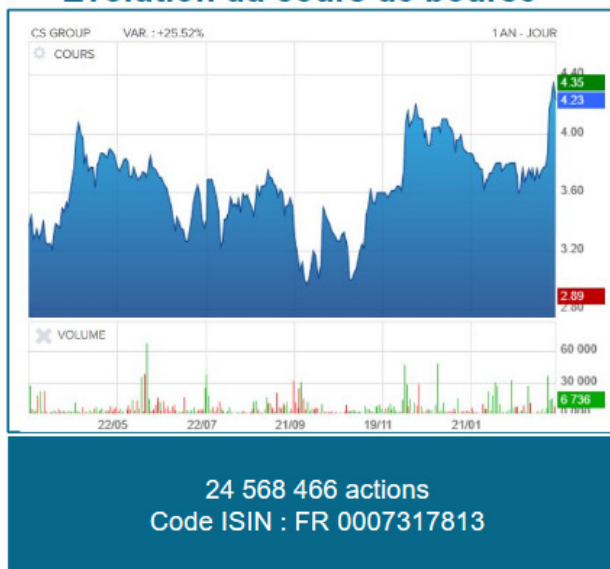 CS GROUP VAR. : +25.52% 1 AN - JOUR
COURS
4.40
4.35
4.23
4.00
3.60
3.20
2.89
2.80
VOLUME
60 000
30 000
6 736
0.000
22/05 22/07 21/09 19/11 21/01
24 568 466 actions
Code ISIN : FR 0007317813